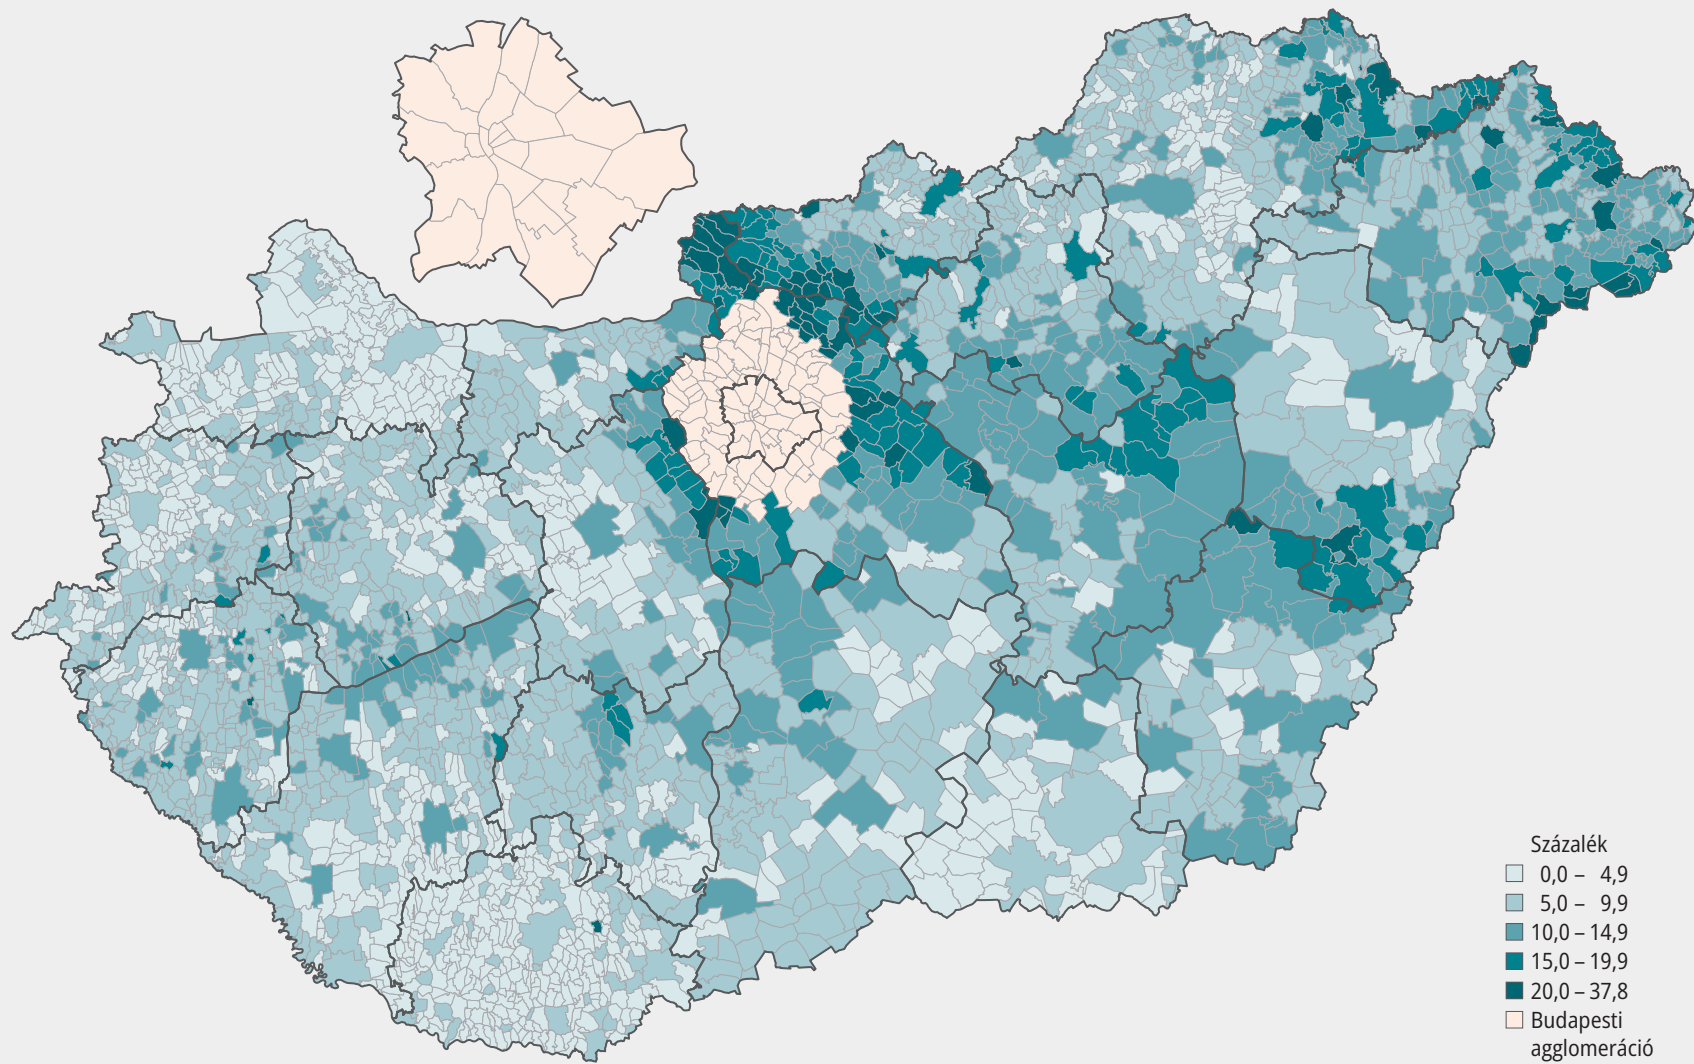 Százalék
0,0 – 4,9
5,0 – 9,9
10,0 – 14,9
15,0 – 19,9
20,0 – 37,8
Budapesti
agglomeráció